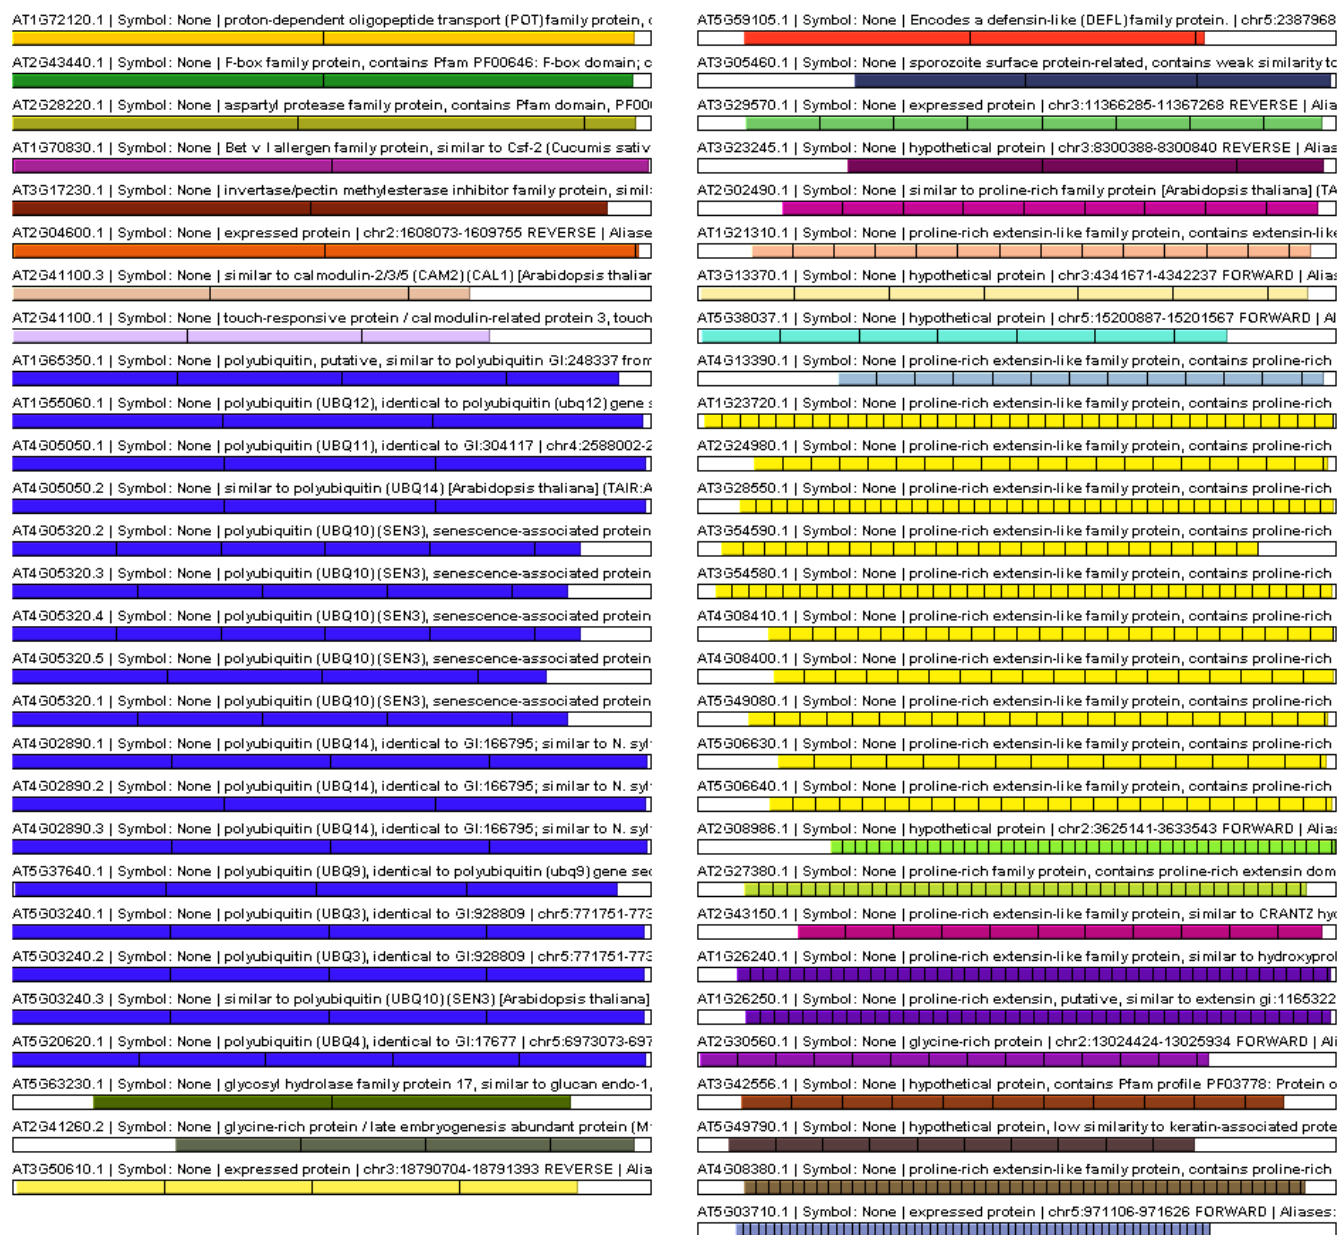 AT1G72120.1 | Symbol: None | proton-dependent oligopeptide transport (POT) family protein,
AT2G43440.1 | Symbol: None | F-box family protein, contains Pfam PF00646: F-box domain; c
AT2G28220.1 | Symbol: None | aspartyl protease family protein, contains Pfam domain, PF00
AT1G70830.1 | Symbol: None | Bet v I allergen family protein, similar to Csf-2 (Cucumis sativ
AT3G17230.1 | Symbol: None | invertase/pectin methylesterase inhibitor family protein, simil
AT2G04600.1 | Symbol: None | expressed protein | chr2:1608073-1609755 REVERSE | Aliase
AT2G41100.3 | Symbol: None | similar to calmodulin-2/3/5 (CAM2) (CAL1) [Arabidopsis thalian
AT2G41100.1 | Symbol: None | touch-responsive protein / calmodulin-related protein 3, touch
AT1G65350.1 | Symbol: None | polyubiquitin, putative, similar to polyubiquitin GI:248337 from
AT1G55060.1 | Symbol: None | polyubiquitin (UBQ12), identical to polyubiquitin (ubq12) gene s
AT4G05050.1 | Symbol: None | polyubiquitin (UBQ11), identical to GI:304117 | chr4:2588002-2
AT4G05050.2 | Symbol: None | similar to polyubiquitin (UBQ14) [Arabidopsis thaliana] (TAIR:A
AT4G05320.2 | Symbol: None | polyubiquitin (UBQ10) (SEN3), senescence-associated protein
AT4G05320.3 | Symbol: None | polyubiquitin (UBQ10) (SEN3), senescence-associated protein
AT4G05320.4 | Symbol: None | polyubiquitin (UBQ10) (SEN3), senescence-associated protein
AT4G05320.5 | Symbol: None | polyubiquitin (UBQ10) (SEN3), senescence-associated protein
AT4G05320.1 | Symbol: None | polyubiquitin (UBQ10) (SEN3), senescence-associated protein
AT4G02890.1 | Symbol: None | polyubiquitin (UBQ14), identical to GI:166795; similar to N. syl
AT4G02890.2 | Symbol: None | polyubiquitin (UBQ14), identical to GI:166795; similar to N. syl
AT4G02890.3 | Symbol: None | polyubiquitin (UBQ14), identical to GI:166795; similar to N. syl
AT5G37640.1 | Symbol: None | polyubiquitin (UBQ9), identical to polyubiquitin (ubq9) gene sec
AT5G03240.1 | Symbol: None | polyubiquitin (UBQ3), identical to GI:928809 | chr5:771751-773
AT5G03240.2 | Symbol: None | polyubiquitin (UBQ3), identical to GI:928809 | chr5:771751-773
AT5G03240.3 | Symbol: None | similar to polyubiquitin (UBQ10) (SEN3) [Arabidopsis thaliana]
AT5G20620.1 | Symbol: None | polyubiquitin (UBQ4), identical to GI:17677 | chr5:6973073-697
AT5G63230.1 | Symbol: None | glycosyl hydrolase family protein 17, similar to glucan endo-1,
AT2G41260.2 | Symbol: None | glycine-rich protein / late embryogenesis abundant protein (M
AT3G50610.1 | Symbol: None | expressed protein | chr3:18790704-18791393 REVERSE | Alia
AT5G59105.1 | Symbol: None | Encodes a defensin-like (DEFL) family protein. | chr5:2387968
AT3G05460.1 | Symbol: None | sporozoite surface protein-related, contains weak similarity to
AT3G29570.1 | Symbol: None | expressed protein | chr3:11366285-11367268 REVERSE | Alia
AT3G23245.1 | Symbol: None | hypothetical protein | chr3:8300388-8300840 REVERSE | Alias
AT2G02490.1 | Symbol: None | similar to proline-rich family protein [Arabidopsis thaliana] (TA
AT1G21310.1 | Symbol: None | proline-rich extensin-like family protein, contains extensin-like
AT3G13370.1 | Symbol: None | hypothetical protein | chr3:4341671-4342237 FORWARD | Alias
AT5G38037.1 | Symbol: None | hypothetical protein | chr5:15200887-15201567 FORWARD | Al
AT4G13390.1 | Symbol: None | proline-rich extensin-like family protein, contains proline-rich
AT1G23720.1 | Symbol: None | proline-rich extensin-like family protein, contains proline-rich
AT2G24980.1 | Symbol: None | proline-rich extensin-like family protein, contains proline-rich
AT3G28550.1 | Symbol: None | proline-rich extensin-like family protein, contains proline-rich
AT3G54590.1 | Symbol: None | proline-rich extensin-like family protein, contains proline-rich
AT3G54580.1 | Symbol: None | proline-rich extensin-like family protein, contains proline-rich
AT4G08410.1 | Symbol: None | proline-rich extensin-like family protein, contains proline-rich
AT4G08400.1 | Symbol: None | proline-rich extensin-like family protein, contains proline-rich
AT5G49080.1 | Symbol: None | proline-rich extensin-like family protein, contains proline-rich
AT5G06630.1 | Symbol: None | proline-rich extensin-like family protein, contains proline-rich
AT5G06640.1 | Symbol: None | proline-rich extensin-like family protein, contains proline-rich
AT2G08986.1 | Symbol: None | hypothetical protein | chr2:3625141-3633543 FORWARD | Alias
AT2G27380.1 | Symbol: None | proline-rich family protein, contains proline-rich extensin dom
AT2G43150.1 | Symbol: None | proline-rich extensin-like family protein, similar to CRANTZ hyd
AT1G26240.1 | Symbol: None | proline-rich extensin-like family protein, similar to hydroxyprol
AT1G26250.1 | Symbol: None | proline-rich extensin, putative, similar to extensin gi:1165322
AT2G30560.1 | Symbol: None | glycine-rich protein | chr2:13024424-13025934 FORWARD | Ali
AT3G42556.1 | Symbol: None | hypothetical protein, contains Pfam profile PF03778: Protein o
AT5G49790.1 | Symbol: None | hypothetical protein, low similarity to keratin-associated prote
AT4G08380.1 | Symbol: None | proline-rich extensin-like family protein, contains proline-rich
AT5G03710.1 | Symbol: None | expressed protein | chr5:971106-971626 FORWARD | Aliases: